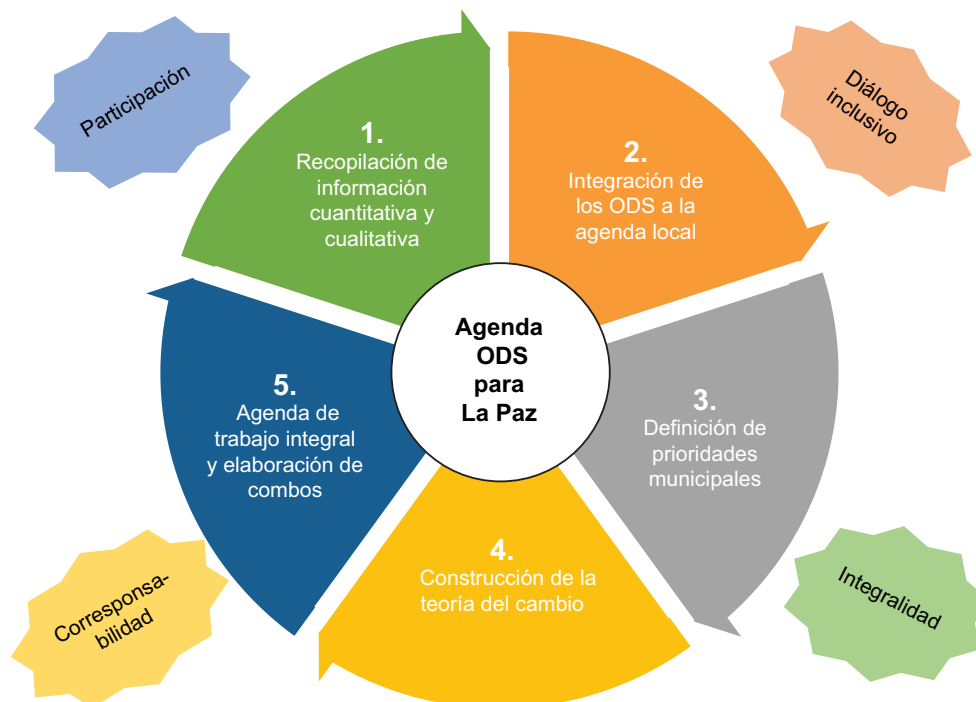 Participación
Diálogo
inclusivo
1.
Recopilación de
información
cuantitativa y
cualitativa
2.
Integración de
los ODS a la
agenda local
Agenda
ODS
para
La Paz
3.
Definición de
prioridades
municipales
4.
Construcción de la
teoría del cambio
5.
Agenda de
trabajo integral
y elaboración de
combos
Corresponsa-
bilidad
Integralidad